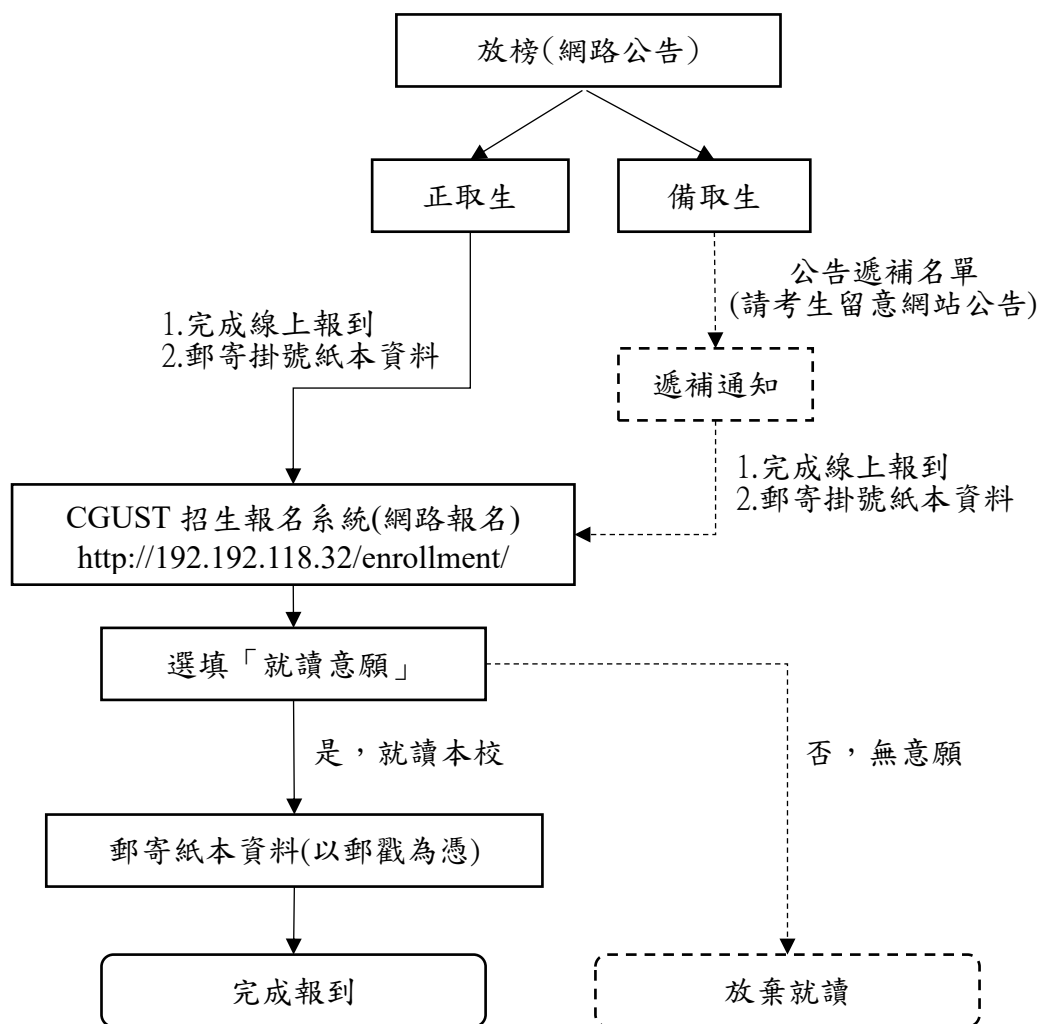 放榜(網路公告)
正取生
備取生
公告遞補名單
(請考生留意網站公告)
1.完成線上報到
2.郵寄掛號紙本資料
遞補通知
1.完成線上報到
2.郵寄掛號紙本資料
CGUST 招生報名系統(網路報名)
http://192.192.118.32/enrollment/
選填「就讀意願」
是，就讀本校
否，無意願
郵寄紙本資料(以郵戳為憑)
完成報到
放棄就讀